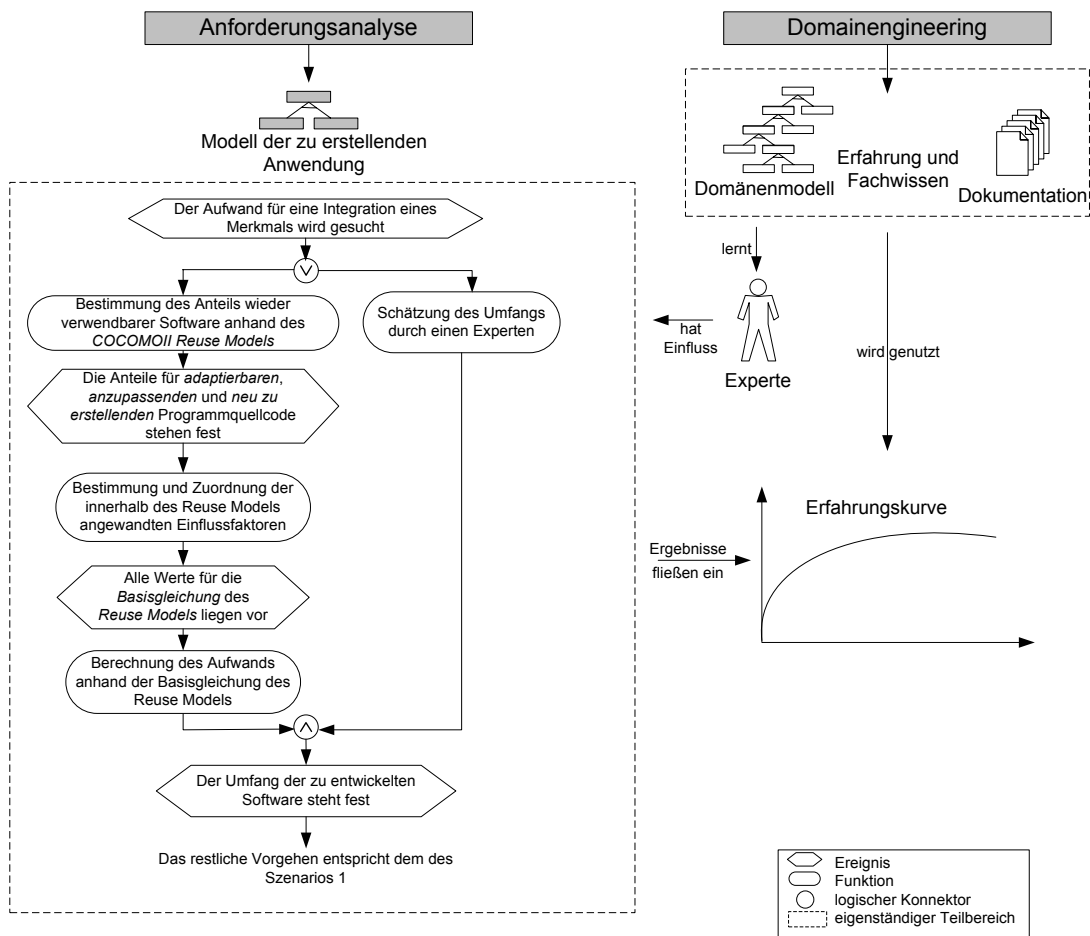 Anforderungsanalyse
Modell der zu erstellenden
Anwendung
Der Aufwand für eine Integration eines
Merkmals wird gesucht
Bestimmung des Anteils wieder
verwendbarer Software anhand des
COCOMOII Reuse Models
Schätzung des Umfangs
durch einen Experten
Die Anteile für adaptierbaren,
anzupassenden und neu zu
erstellenden Programmquellcode
stehen fest
Bestimmung und Zuordnung der
innerhalb des Reuse Models
angewandten Einflussfaktoren
Alle Werte für die
Basisgleichung des
Reuse Models liegen vor
Berechnung des Aufwands
anhand der Basisgleichung des
Reuse Models
Der Umfang der zu entwickelten
Software steht fest
Das restliche Vorgehen entspricht dem des
Szenarios 1
Domainengineering
Domänenmodell
Erfahrung und
Fachwissen
Dokumentation
lernt
hat
Einfluss
Experte
wird genutzt
Erfahrungskurve
Ergebnisse
fließen ein
Ereignis
Funktion
logischer Konnektor
eigenständiger Teilbereich